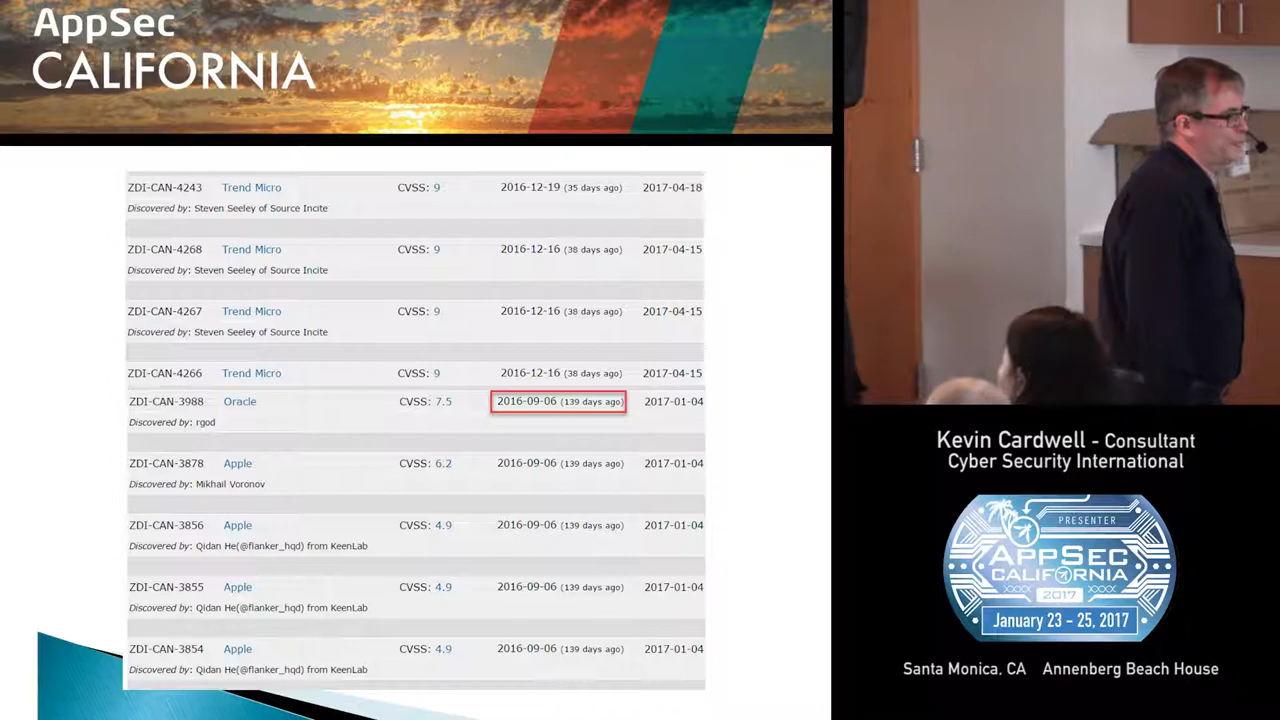 AppSec
CALIFORNIA
ZDI-CAN-4243 Trend Micro CVSS: 9 2016-12-19 (35 days ago) 2017-04-18
Discovered by: Steven Seeley of Source Incite
ZDI-CAN-4268 Trend Micro CVSS: 9 2016-12-16 (38 days ago) 2017-04-15
Discovered by: Steven Seeley of Source Incite
ZDI-CAN-4267 Trend Micro CVSS: 9 2016-12-16 (38 days ago) 2017-04-15
Discovered by: Steven Seeley of Source Incite
ZDI-CAN-4266 Trend Micro CVSS: 9 2016-12-16 (38 days ago) 2017-04-15
ZDI-CAN-3988 Oracle CVSS: 7.5 2016-09-06 (139 days ago) 2017-01-04
Discovered by: rgod
ZDI-CAN-3878 Apple CVSS: 6.2 2016-09-06 (139 days ago) 2017-01-04
Discovered by: Mikhail Voronov
ZDI-CAN-3856 Apple CVSS: 4.9 2016-09-06 (139 days ago) 2017-01-04
Discovered by: Qidan He(@flanker_hqd) from KeenLab
ZDI-CAN-3855 Apple CVSS: 4.9 2016-09-06 (139 days ago) 2017-01-04
Discovered by: Qidan He(@flanker_hqd) from KeenLab
ZDI-CAN-3854 Apple CVSS: 4.9 2016-09-06 (139 days ago) 2017-01-04
Discovered by: Qidan He(@flanker_hqd) from KeenLab
Kevin Cardwell - Consultant
Cyber Security International
PRESENTER
APPSEC
CALIFORNIA
XXXX 2017 XXXX
January 23 - 25, 2017
Santa Monica, CA Annenberg Beach House